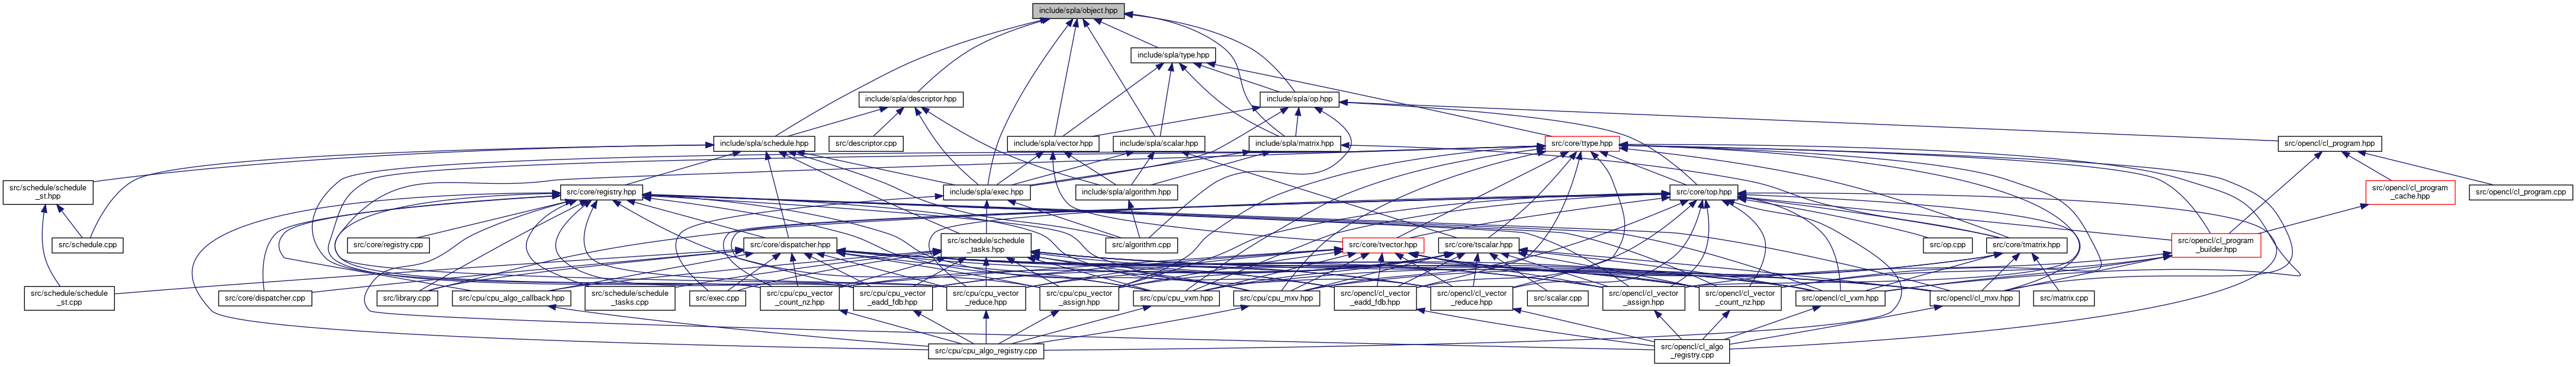 include/spla/object.hpp
include/spla/type.hpp
include/spla/descriptor.hpp
include/spla/op.hpp
include/spla/schedule.hpp
src/descriptor.cpp
include/spla/vector.hpp
include/spla/scalar.hpp
include/spla/matrix.hpp
src/core/ttype.hpp
src/opencl/cl_program.hpp
src/schedule/schedule
_st.hpp
src/core/registry.hpp
include/spla/exec.hpp
include/spla/algorithm.hpp
src/core/top.hpp
src/opencl/cl_program
_cache.hpp
src/opencl/cl_program.cpp
src/schedule.cpp
src/core/registry.cpp
src/core/dispatcher.hpp
src/schedule/schedule
_tasks.hpp
src/algorithm.cpp
src/core/tvector.hpp
src/core/tscalar.hpp
src/op.cpp
src/core/tmatrix.hpp
src/opencl/cl_program
_builder.hpp
src/schedule/schedule
_st.cpp
src/core/dispatcher.cpp
src/library.cpp
src/cpu/cpu_algo_callback.hpp
src/schedule/schedule
_tasks.cpp
src/exec.cpp
src/cpu/cpu_vector
_count_nz.hpp
src/cpu/cpu_vector
_eadd_fdb.hpp
src/cpu/cpu_vector
_reduce.hpp
src/cpu/cpu_vector
_assign.hpp
src/cpu/cpu_vxm.hpp
src/cpu/cpu_mxv.hpp
src/opencl/cl_vector
_eadd_fdb.hpp
src/opencl/cl_vector
_reduce.hpp
src/scalar.cpp
src/opencl/cl_vector
_assign.hpp
src/opencl/cl_vector
_count_nz.hpp
src/opencl/cl_vxm.hpp
src/opencl/cl_mxv.hpp
src/matrix.cpp
src/cpu/cpu_algo_registry.cpp
src/opencl/cl_algo
_registry.cpp